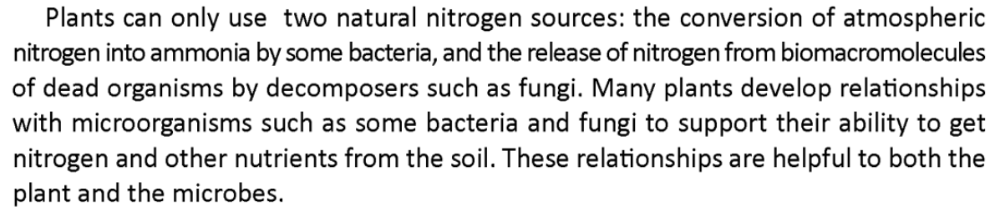 Plants can only use two natural nitrogen sources: the conversion of atmospheric
nitrogen into ammonia by some bacteria, and the release of nitrogen from biomacromolecules
of dead organisms by decomposers such as fungi. Many plants develop relationships
with microorganisms such as some bacteria and fungi to support their ability to get
nitrogen and other nutrients from the soil. These relationships are helpful to both the
plant and the microbes.